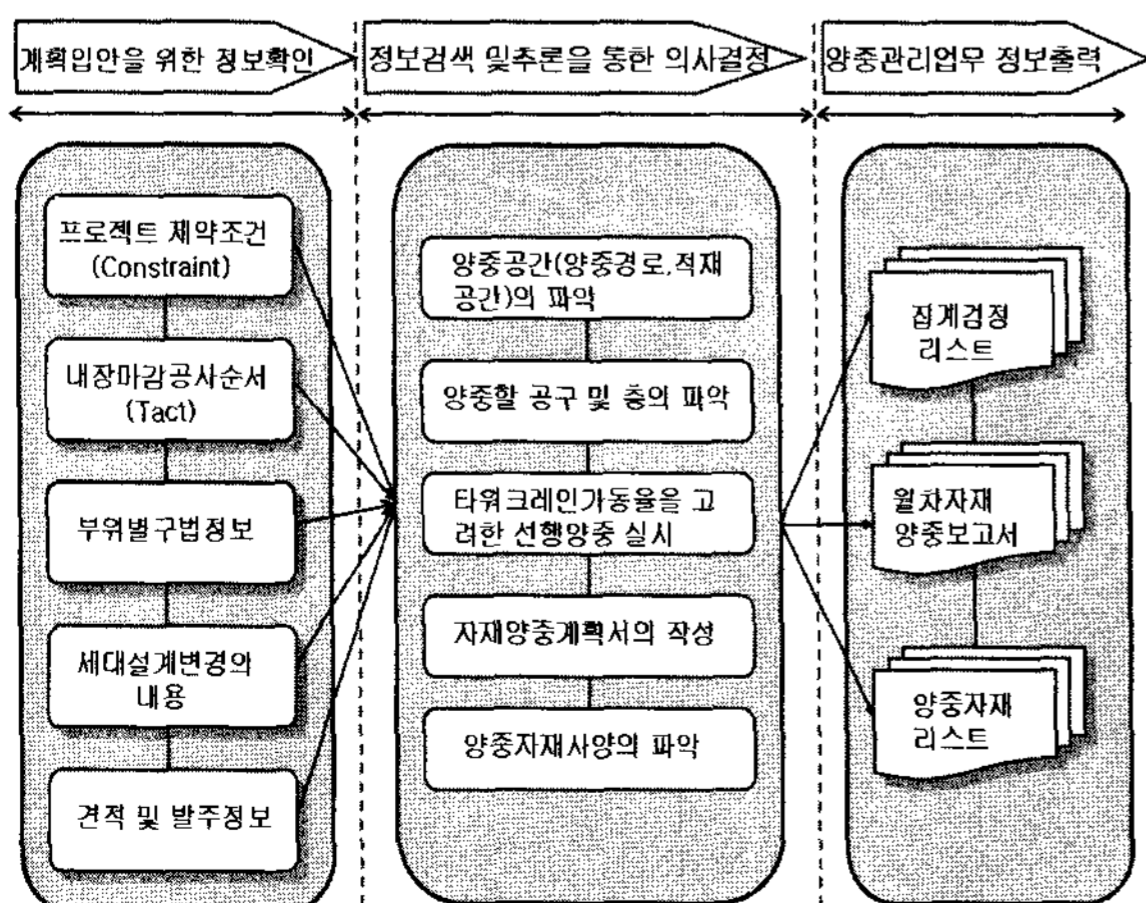 계획입안을 위한 정보확인
정보검색 및추론을 통한 의사결정
양중관리업무 정보출력
프로젝트 제약조건
(Constraint)
내장마감공사순서
(Tact)
부위별구법정보
세대설계변경의
내용
견적 및 발주정보
양중공간(양중경로,적재
공간)의 파악
양중할 공구 및 층의 파악
타워크레인가동율을 고
려한 선행양중 실시
자재양중계획서의 작성
양중자재사양의 파악
집계검정
리스트
월차자재
양중보고서
양중자재
리스트